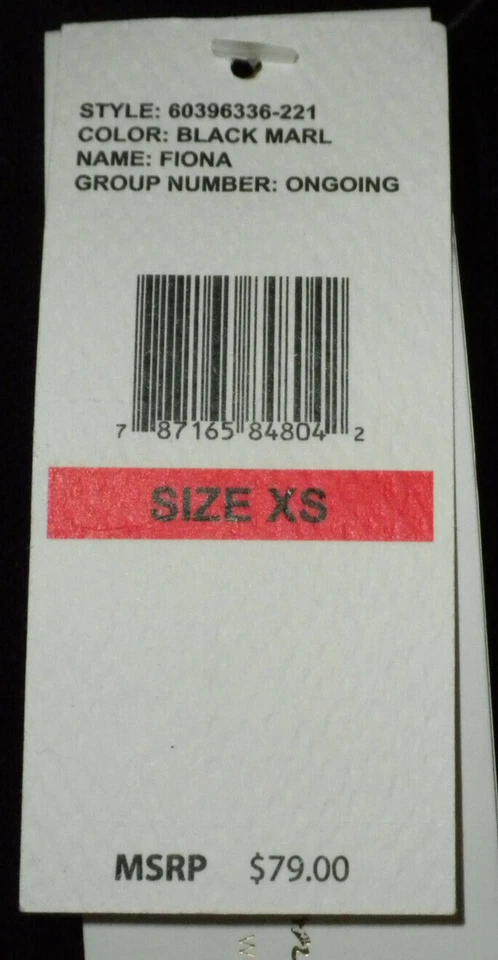 STYLE: 60396336-221
COLOR: BLACK MARL
NAME: FIONA
GROUP NUMBER: ONGOING
7 87165 84804 2
SIZE XS
MSRP $79.00
W